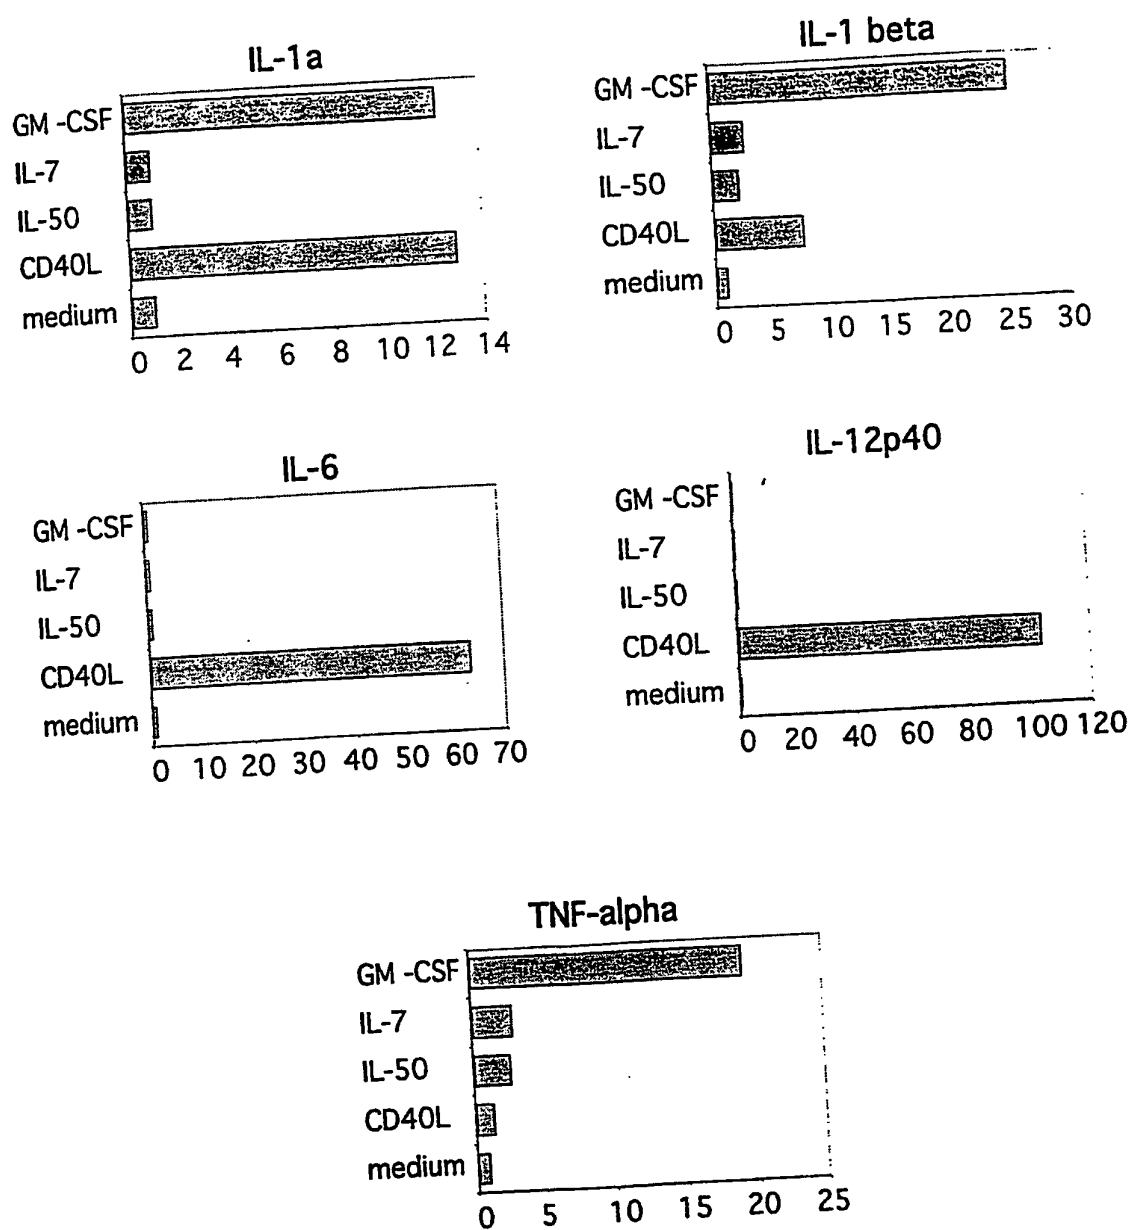 IL-1a
GM -CSF
IL-7
IL-50
CD40L
medium
0 2 4 6 8 10 12 14
IL-1 beta
GM -CSF
IL-7
IL-50
CD40L
medium
0 5 10 15 20 25 30
IL-6
GM -CSF
IL-7
IL-50
CD40L
medium
0 10 20 30 40 50 60 70
IL-12p40
GM -CSF
IL-7
IL-50
CD40L
medium
0 20 40 60 80 100 120
TNF-alpha
GM -CSF
IL-7
IL-50
CD40L
medium
0 5 10 15 20 25